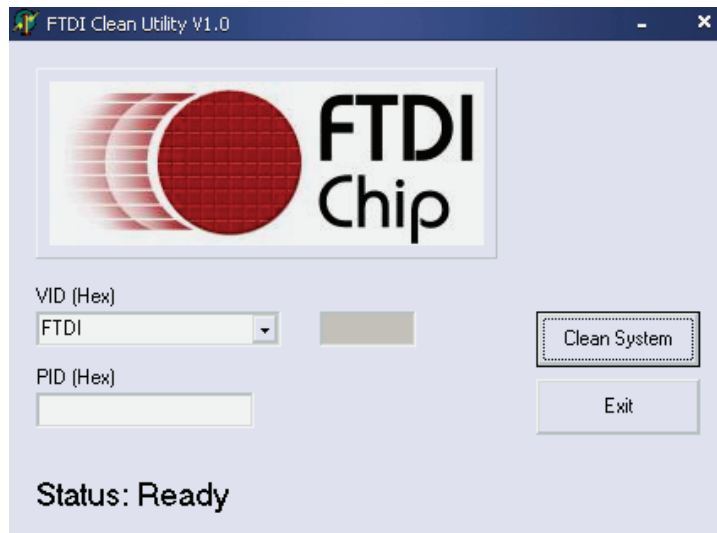 FTDI Clean Utility V1.0
FTDI
Chip
VID (Hex)
FTDI
Clean System
PID (Hex)
Exit
Status: Ready